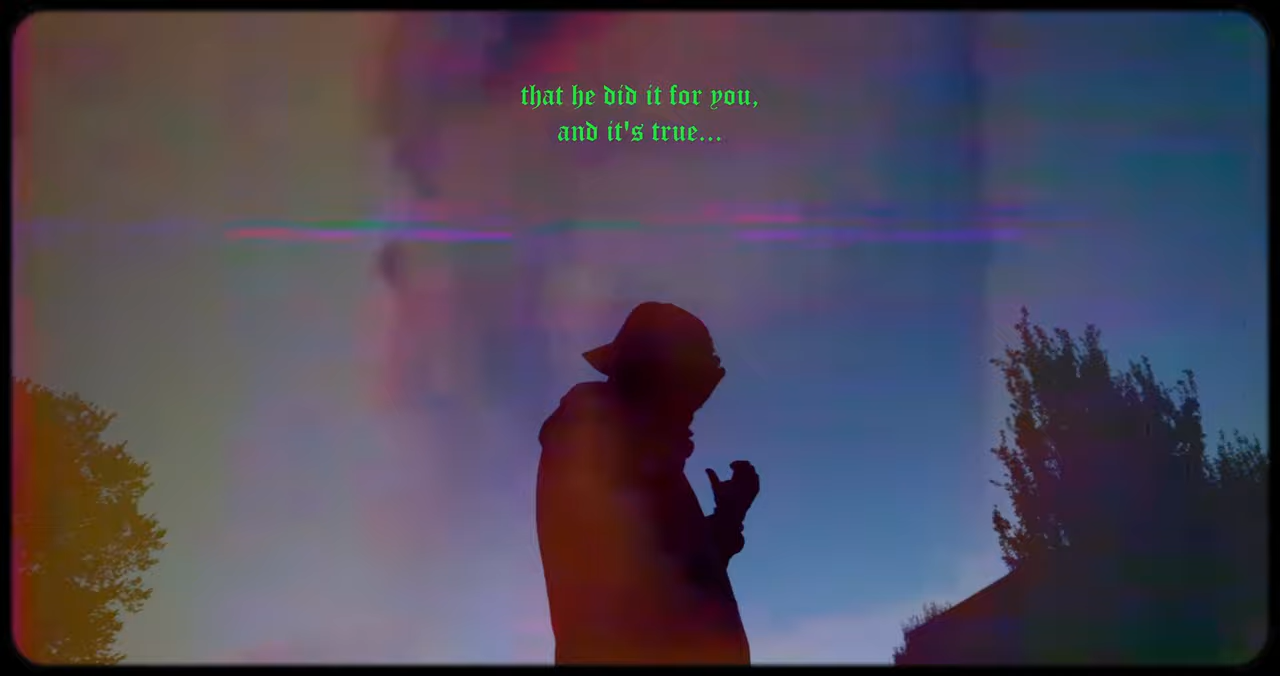 that he did it for you,
and it's true...